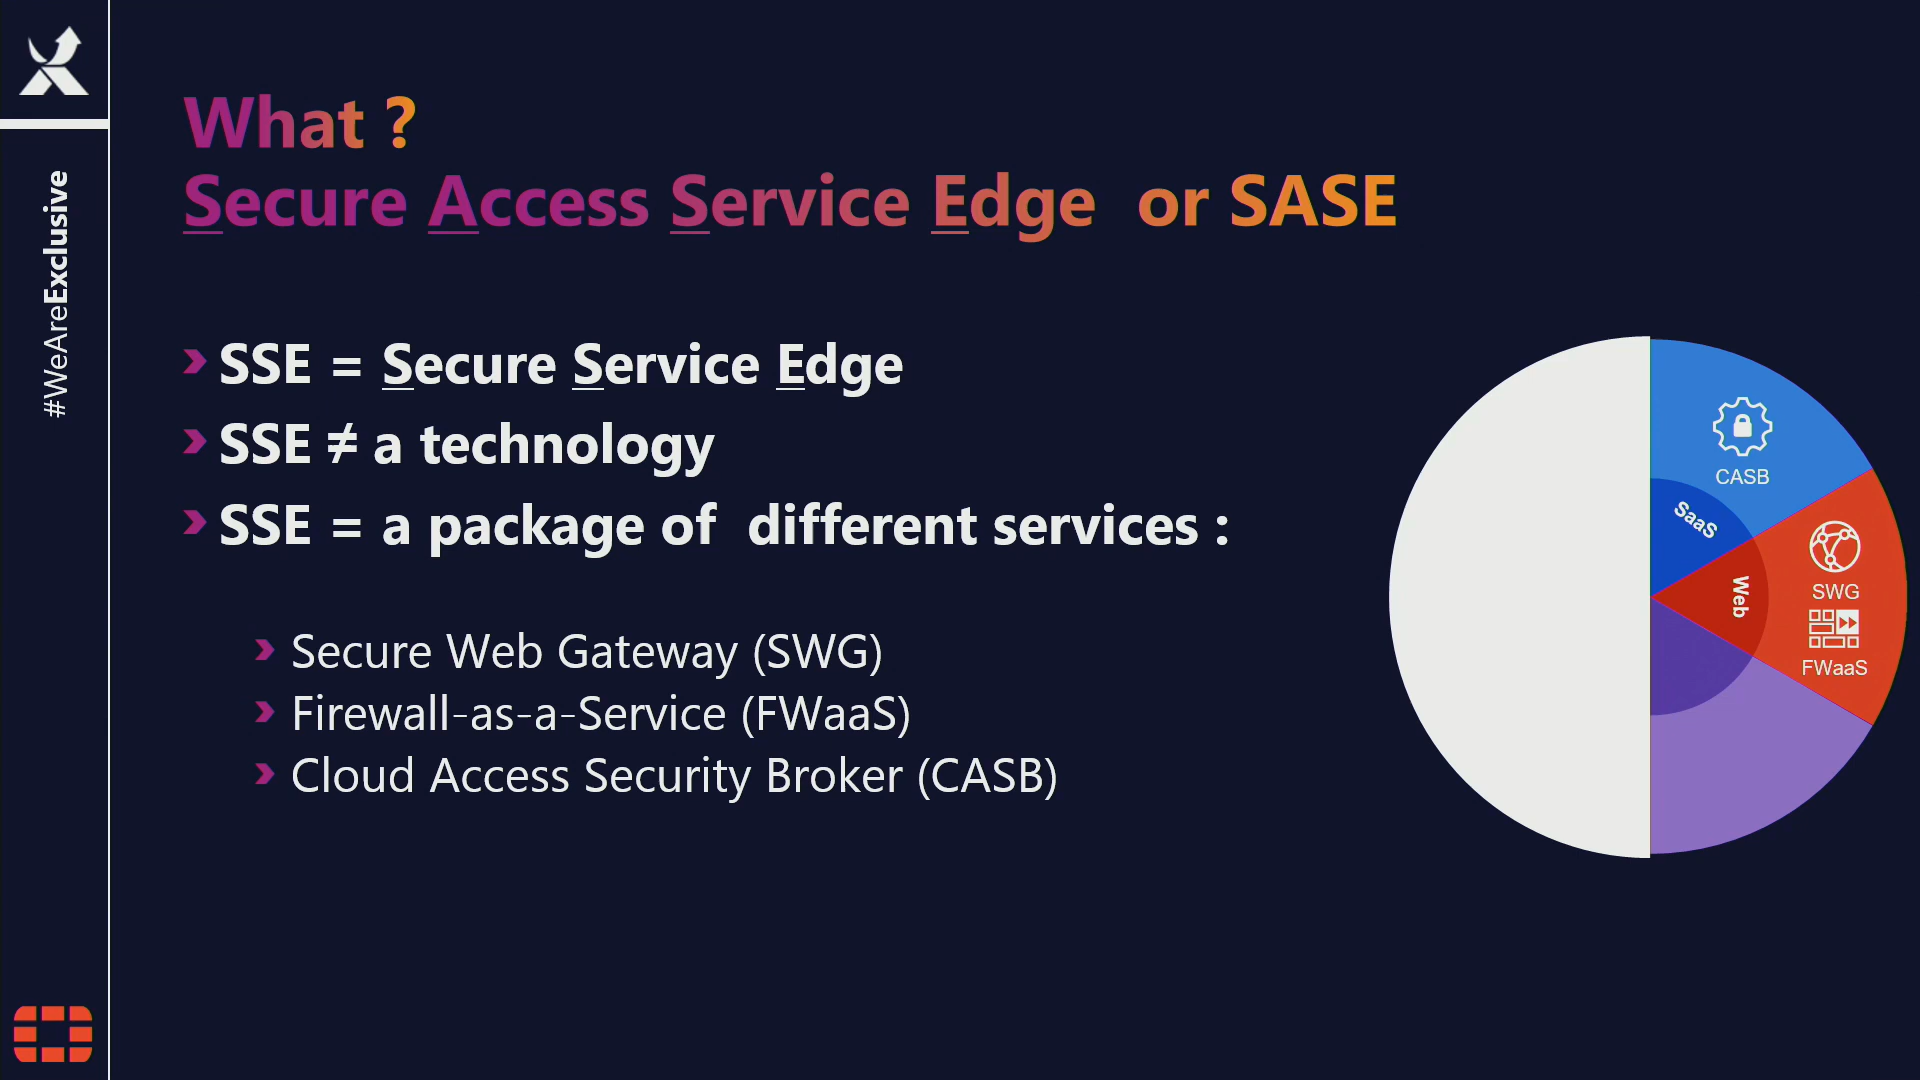 #WeAreExclusive
What ?
Secure Access Service Edge or SASE
SSE = Secure Service Edge
SSE ≠ a technology
SSE = a package of different services :
Secure Web Gateway (SWG)
Firewall-as-a-Service (FWaaS)
Cloud Access Security Broker (CASB)
CASB
SaaS
Web
SWG
FWaaS